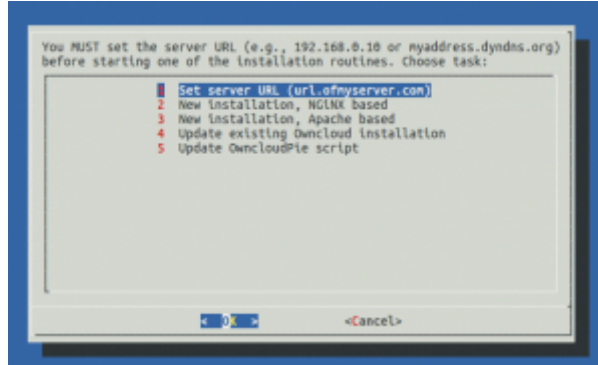 You MUST set the server URL (e.g., 192.168.0.10 or myaddress.dyndns.org)
before starting one of the installation routines. Choose task:
1 Set server URL (url.ofmyserver.com)
2 New installation, NGiNX based
3 New installation, Apache based
4 Update existing Owncloud installation
5 Update OwncloudPie script
< OK > <Cancel>